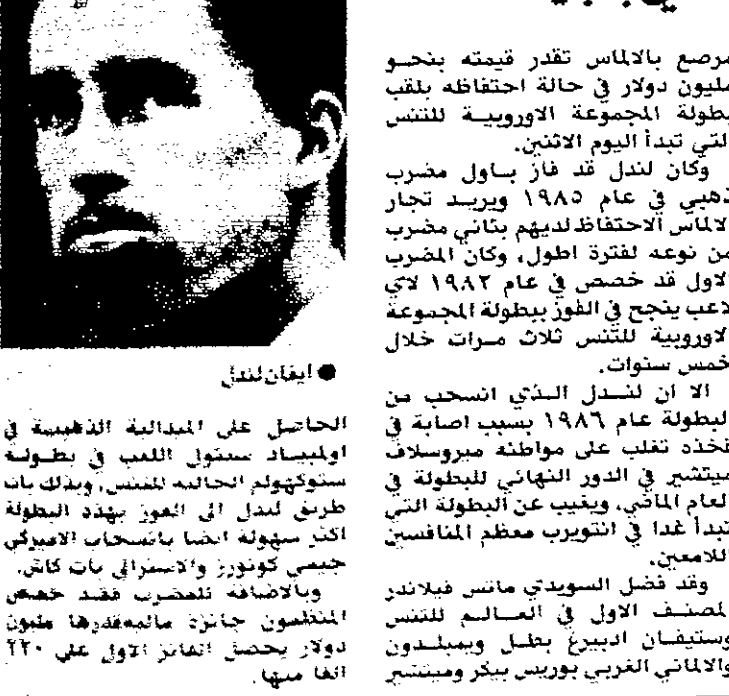 مرصع بالالماس تقدر قيمته بنحو
مليون دولار في حالة احتفاظه بلقب
بطولة المجموعة الاوروبية للتنس
التي تبدأ اليوم الاثنين.
وكان لندل قد فاز باول مضرب
ذهبي في عام ١٩٨٥ ويريد تجار
الالماس الاحتفاظ لديهم بثاني مضرب
من نوعه لفترة اطول، وكان المضرب
الاول قد خصص في عام ١٩٨٢ لاي
لاعب ينجح في الفوز ببطولة المجموعة
الاوروبية للتنس ثلاث مرات خلال
خمس سنوات.
الا ان لندل الذي انسحب من
البطولة عام ١٩٨٦ بسبب اصابة في
فخذه تغلب على مواطنه ميروسلاف
ميتشير في الدور النهائي للبطولة في
العام الماضي، ويغيب عن البطولة التي
تبدأ غدا في انتويرب معظم المنافسين
اللامعين.
وقد فضل السويدي ماتس فيلاندر
المصنف الاول في العالم للتنس
وستيفان ادبيرغ بطل ويمبلدون
والالماني الغربي بوريس بيكر وميتشير
● ايفان لندل
الحاصل على الميدالية الذهبية في
اولمبياد سيئول اللعب في بطولة
ستوكهولم الحالية للتنس، وبذلك بات
طريق لندل الى الفوز بهذه البطولة
اكثر سهولة ايضا بانسحاب الاميركي
جيمي كونورز والاسترالي بات كاش.
وبالاضافة للمضرب فقد خصص
المنظمون جائزة مالية قدرها مليون
دولار يحصل الفائز الاول على ٢٢٠
الفا منها.